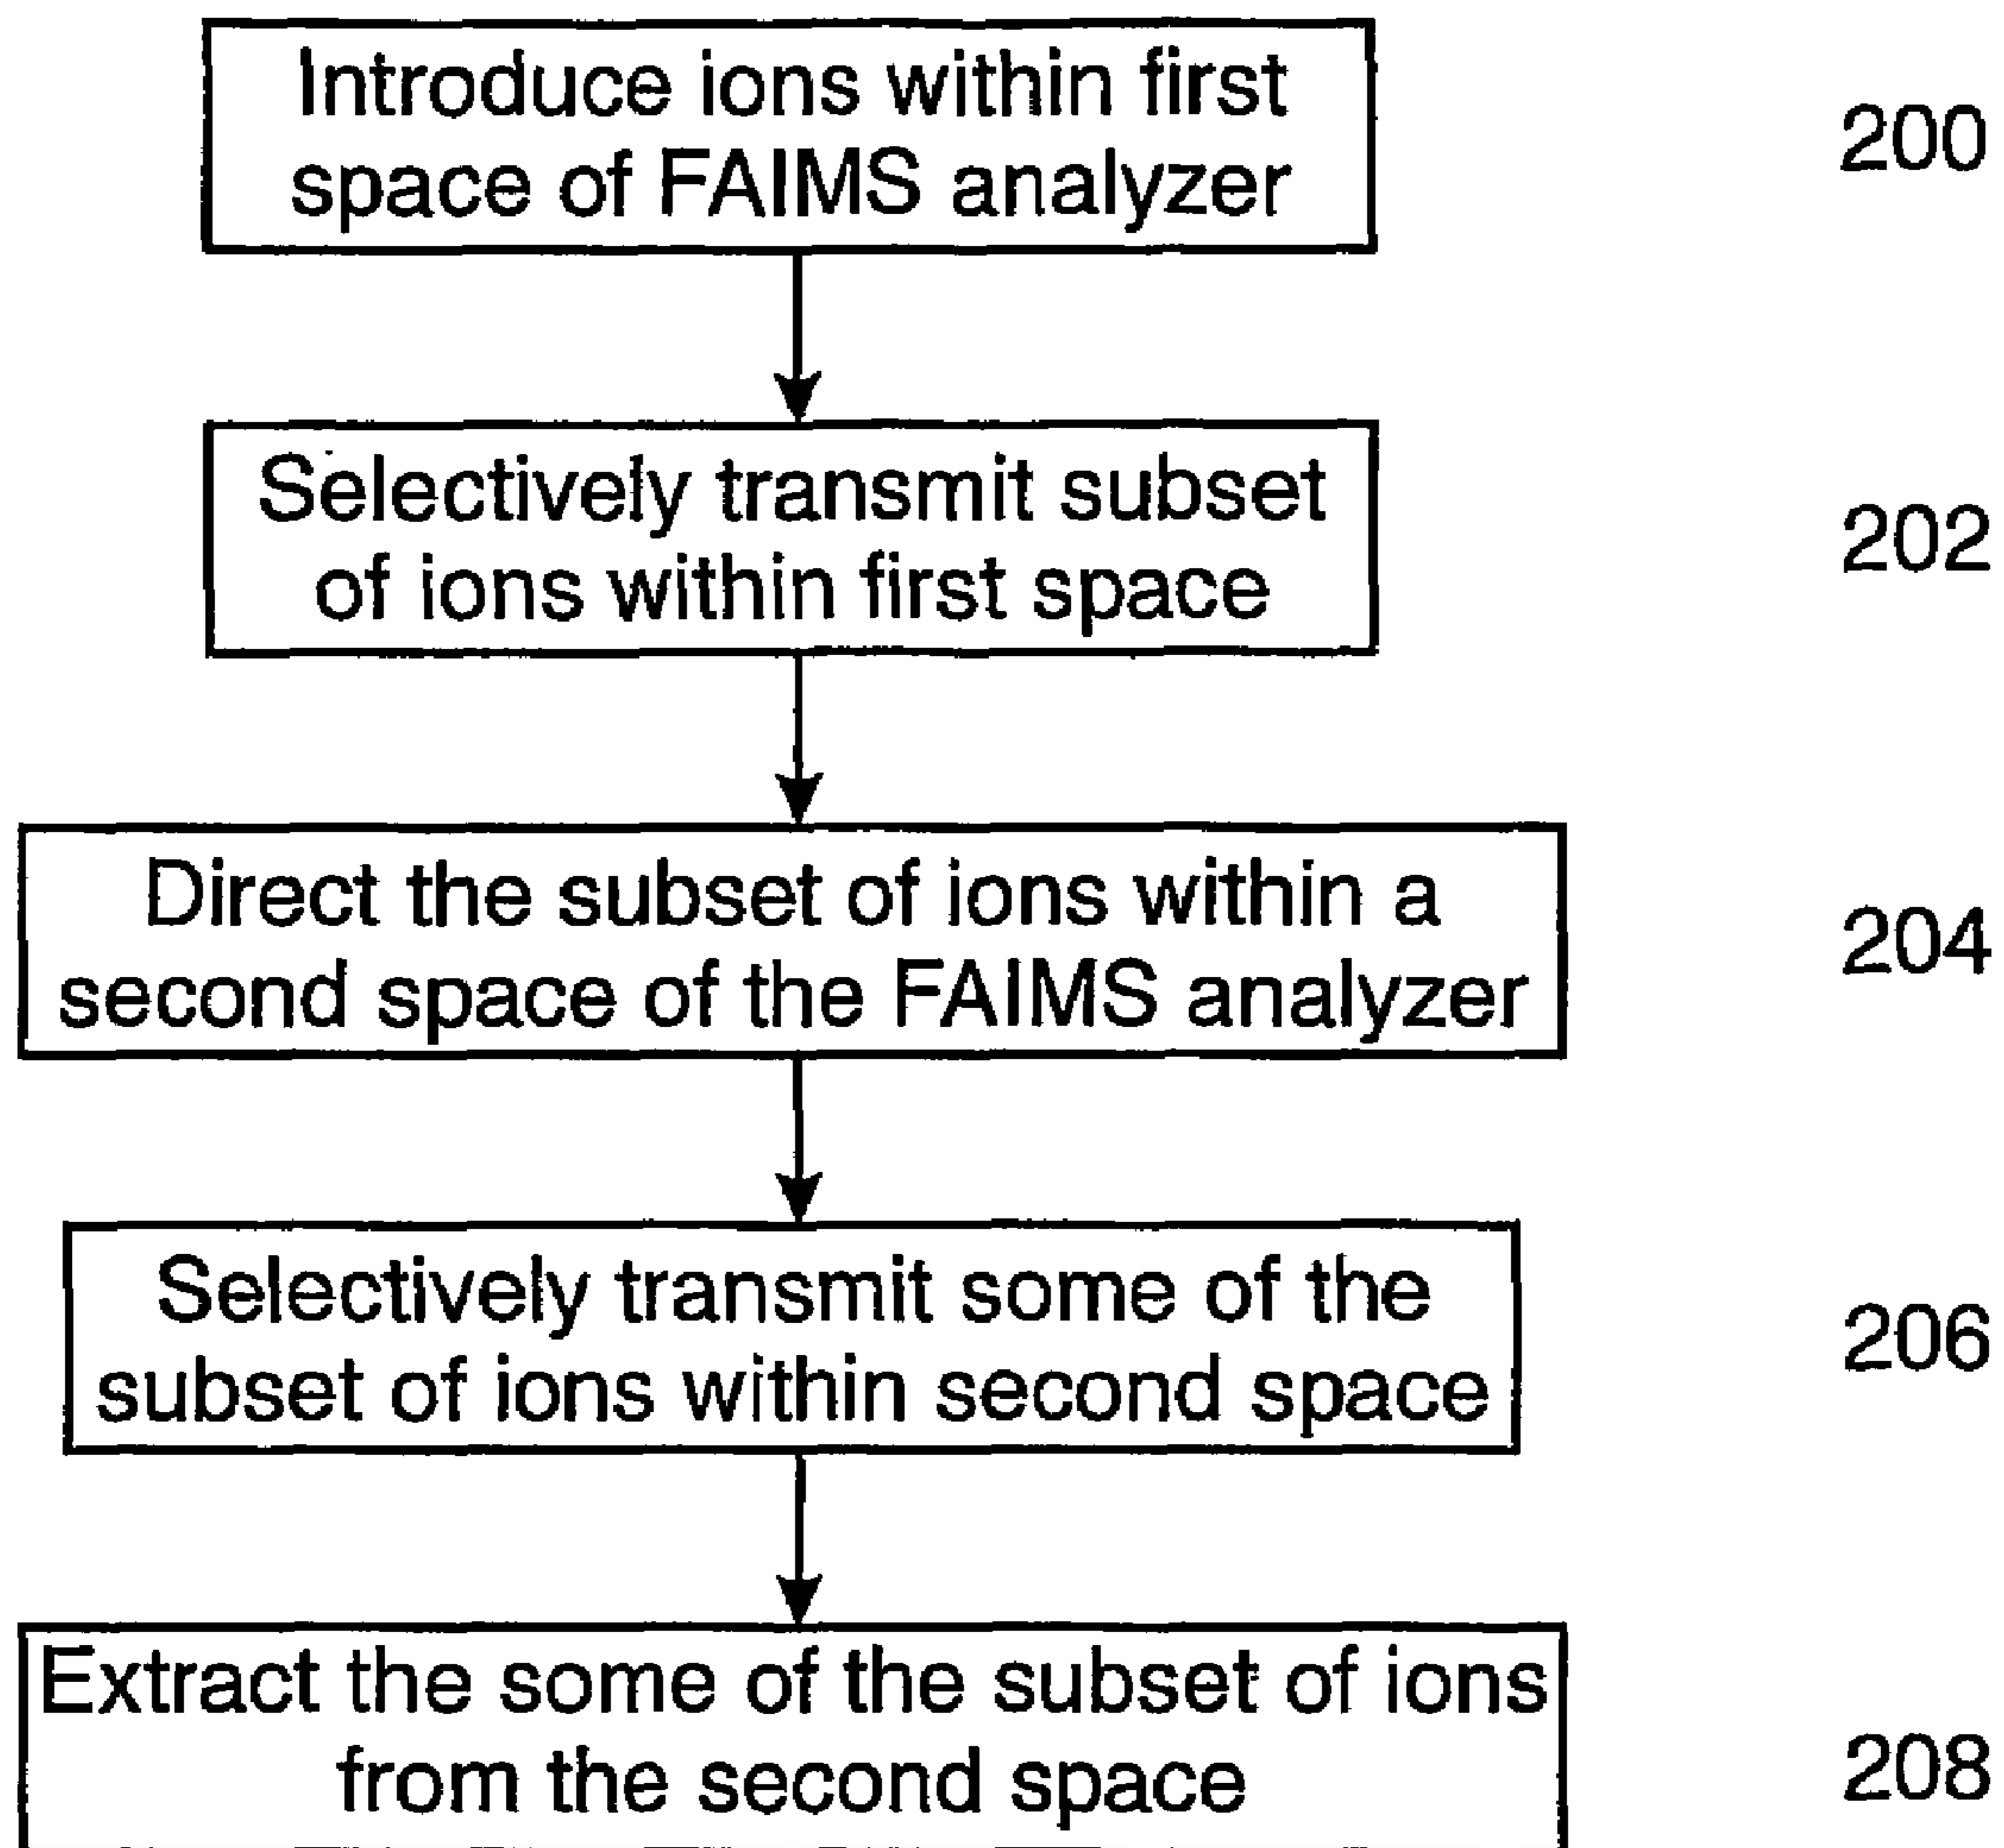 Introduce ions within first
space of FAIMS analyzer
200
Selectively transmit subset
of ions within first space
202
Direct the subset of ions within a
second space of the FAIMS analyzer
204
Selectively transmit some of the
subset of ions within second space
206
Extract the some of the subset of ions
from the second space
208